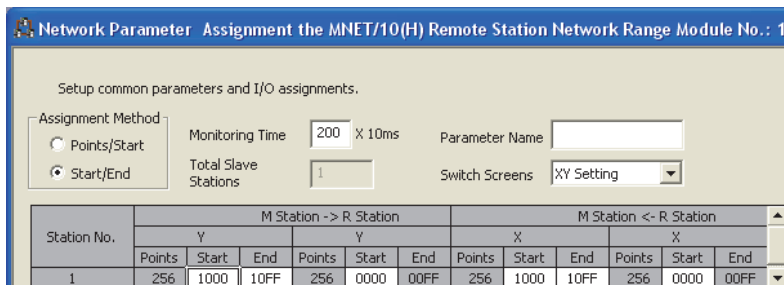 Network Parameter Assignment the MNET/10(H) Remote Station Network Range Module No.: 1
Setup common parameters and I/O assignments.
Assignment Method
Points/Start
Start/End
Monitoring Time 200 X 10ms
Total Slave Stations 1
Parameter Name
Switch Screens XY Setting
Station No. M Station -> R Station M Station <- R Station
Y Y X X
Points Start End Points Start End Points Start End Points Start End
1 256 1000 10FF 256 0000 00FF 256 1000 10FF 256 0000 00FF